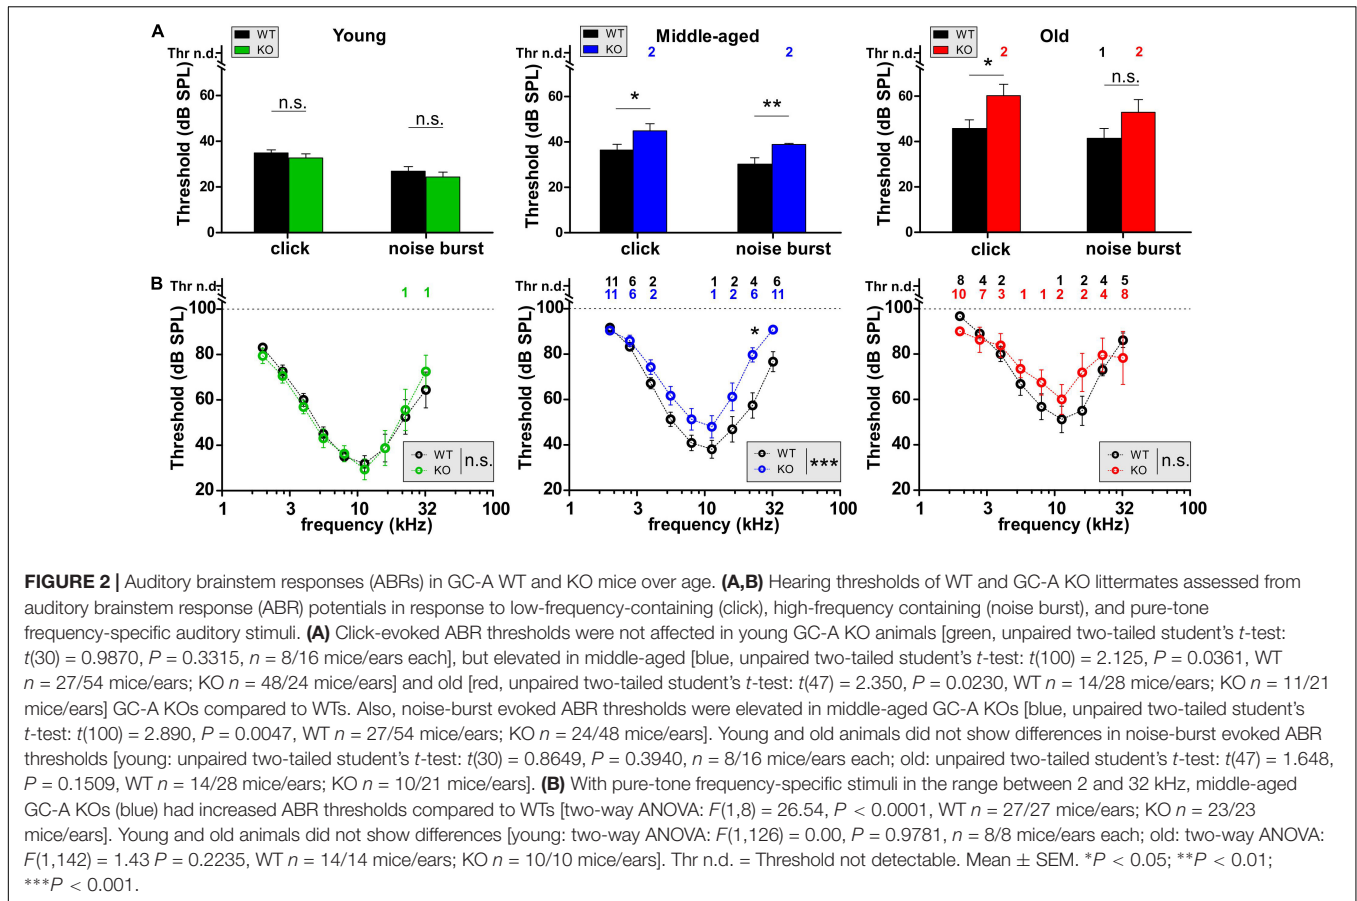 A
WT
KO
Young
Thr n.d.
Threshold (dB SPL)
60
40
20
0
n.s.
n.s.
click
noise burst
WT
KO
Middle-aged
Thr n.d.
2
2
Threshold (dB SPL)
60
40
20
0
*
**
click
noise burst
WT
KO
Old
Thr n.d.
2
1
2
Threshold (dB SPL)
60
40
20
0
*
n.s.
click
noise burst
B
Thr n.d.
1 1
Threshold (dB SPL)
100
80
60
40
20
WT
KO
n.s.
1 3 10 32 100
frequency (kHz)
Thr n.d.
11 6 2 1 2 4 6
11 6 2 1 2 6 11
Threshold (dB SPL)
100
80
60
40
20
*
WT
KO
***
1 3 10 32 100
frequency (kHz)
Thr n.d.
8 4 2 1 2 4 5
10 7 3 1 1 2 2 4 8
Threshold (dB SPL)
100
80
60
40
20
WT
KO
n.s.
1 3 10 32 100
frequency (kHz)
FIGURE 2 | Auditory brainstem responses (ABRs) in GC-A WT and KO mice over age. (A,B) Hearing thresholds of WT and GC-A KO littermates assessed from
auditory brainstem response (ABR) potentials in response to low-frequency-containing (click), high-frequency containing (noise burst), and pure-tone
frequency-specific auditory stimuli. (A) Click-evoked ABR thresholds were not affected in young GC-A KO animals [green, unpaired two-tailed student's t-test:
t(30) = 0.9870, P = 0.3315, n = 8/16 mice/ears each], but elevated in middle-aged [blue, unpaired two-tailed student's t-test: t(100) = 2.125, P = 0.0361, WT
n = 27/54 mice/ears; KO n = 48/24 mice/ears] and old [red, unpaired two-tailed student's t-test: t(47) = 2.350, P = 0.0230, WT n = 14/28 mice/ears; KO n = 11/21
mice/ears] GC-A KOs compared to WTs. Also, noise-burst evoked ABR thresholds were elevated in middle-aged GC-A KOs [blue, unpaired two-tailed student's
t-test: t(100) = 2.890, P = 0.0047, WT n = 27/54 mice/ears; KO n = 24/48 mice/ears]. Young and old animals did not show differences in noise-burst evoked ABR
thresholds [young: unpaired two-tailed student's t-test: t(30) = 0.8649, P = 0.3940, n = 8/16 mice/ears each; old: unpaired two-tailed student's t-test: t(47) = 1.648,
P = 0.1509, WT n = 14/28 mice/ears; KO n = 10/21 mice/ears]. (B) With pure-tone frequency-specific stimuli in the range between 2 and 32 kHz, middle-aged
GC-A KOs (blue) had increased ABR thresholds compared to WTs [two-way ANOVA: F(1,8) = 26.54, P < 0.0001, WT n = 27/27 mice/ears; KO n = 23/23
mice/ears]. Young and old animals did not show differences [young: two-way ANOVA: F(1,126) = 0.00, P = 0.9781, n = 8/8 mice/ears each; old: two-way ANOVA:
F(1,142) = 1.43 P = 0.2235, WT n = 14/14 mice/ears; KO n = 10/10 mice/ears]. Thr n.d. = Threshold not detectable. Mean ± SEM. *P < 0.05; **P < 0.01;
***P < 0.001.